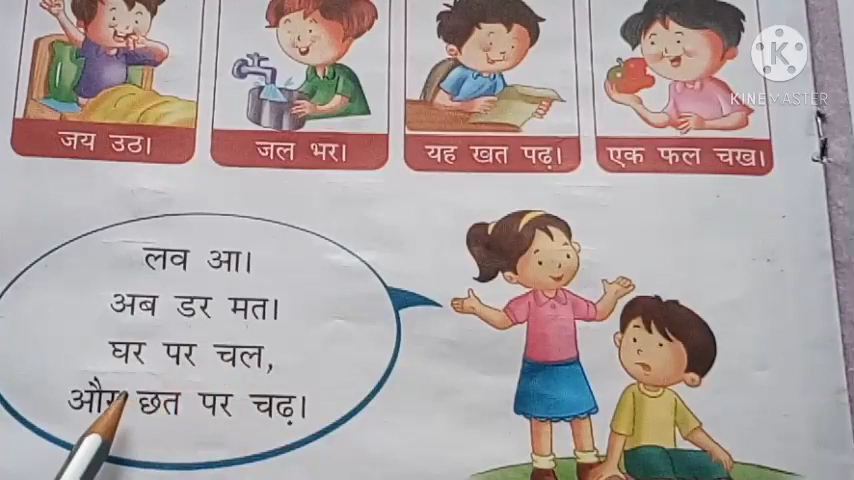 जय उठ।
जल भर।
यह खत पढ़।
एक फल चख।
लव आ।
अब डर मत।
घर पर चल,
और छत पर चढ़।
K
KINEMASTER